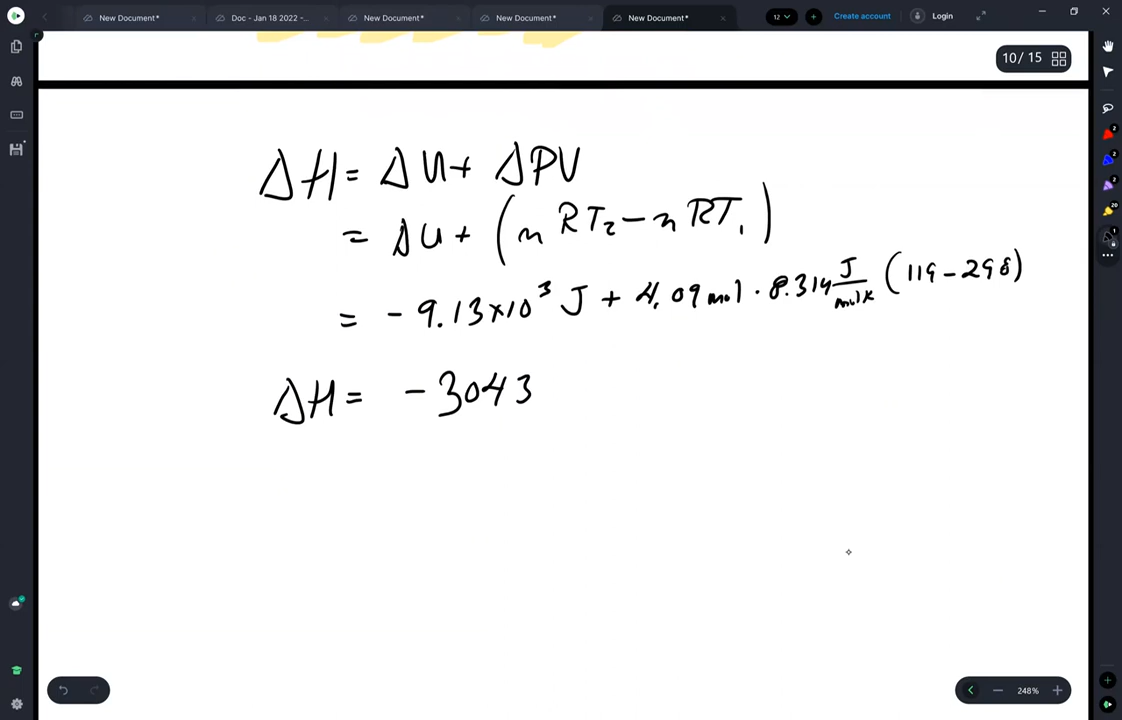 New Document*
Doc - Jan 18 2022 -...
New Document*
New Document*
New Document*
12
Create account
Login
10/ 15
ΔH = ΔU + ΔPV
= ΔU + (nRT₂ - nRT₁)
= - 9.13×10³ J + 4.09 mol · 8.314 J/molK (119 - 298)
ΔH = - 3043
248%